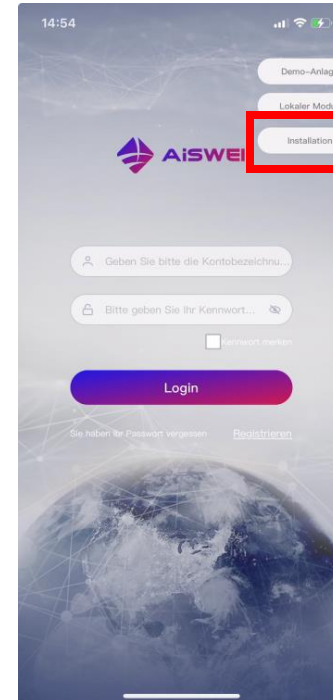 14:54
Demo-Anlag
Lokaler Modu
Installation
AiSWEI
Geben Sie bitte die Kontobezeichnu...
Bitte geben Sie Ihr Kennwort...
Kennwort merken
Login
Sie haben Ihr Passwort vergessen
Registrieren